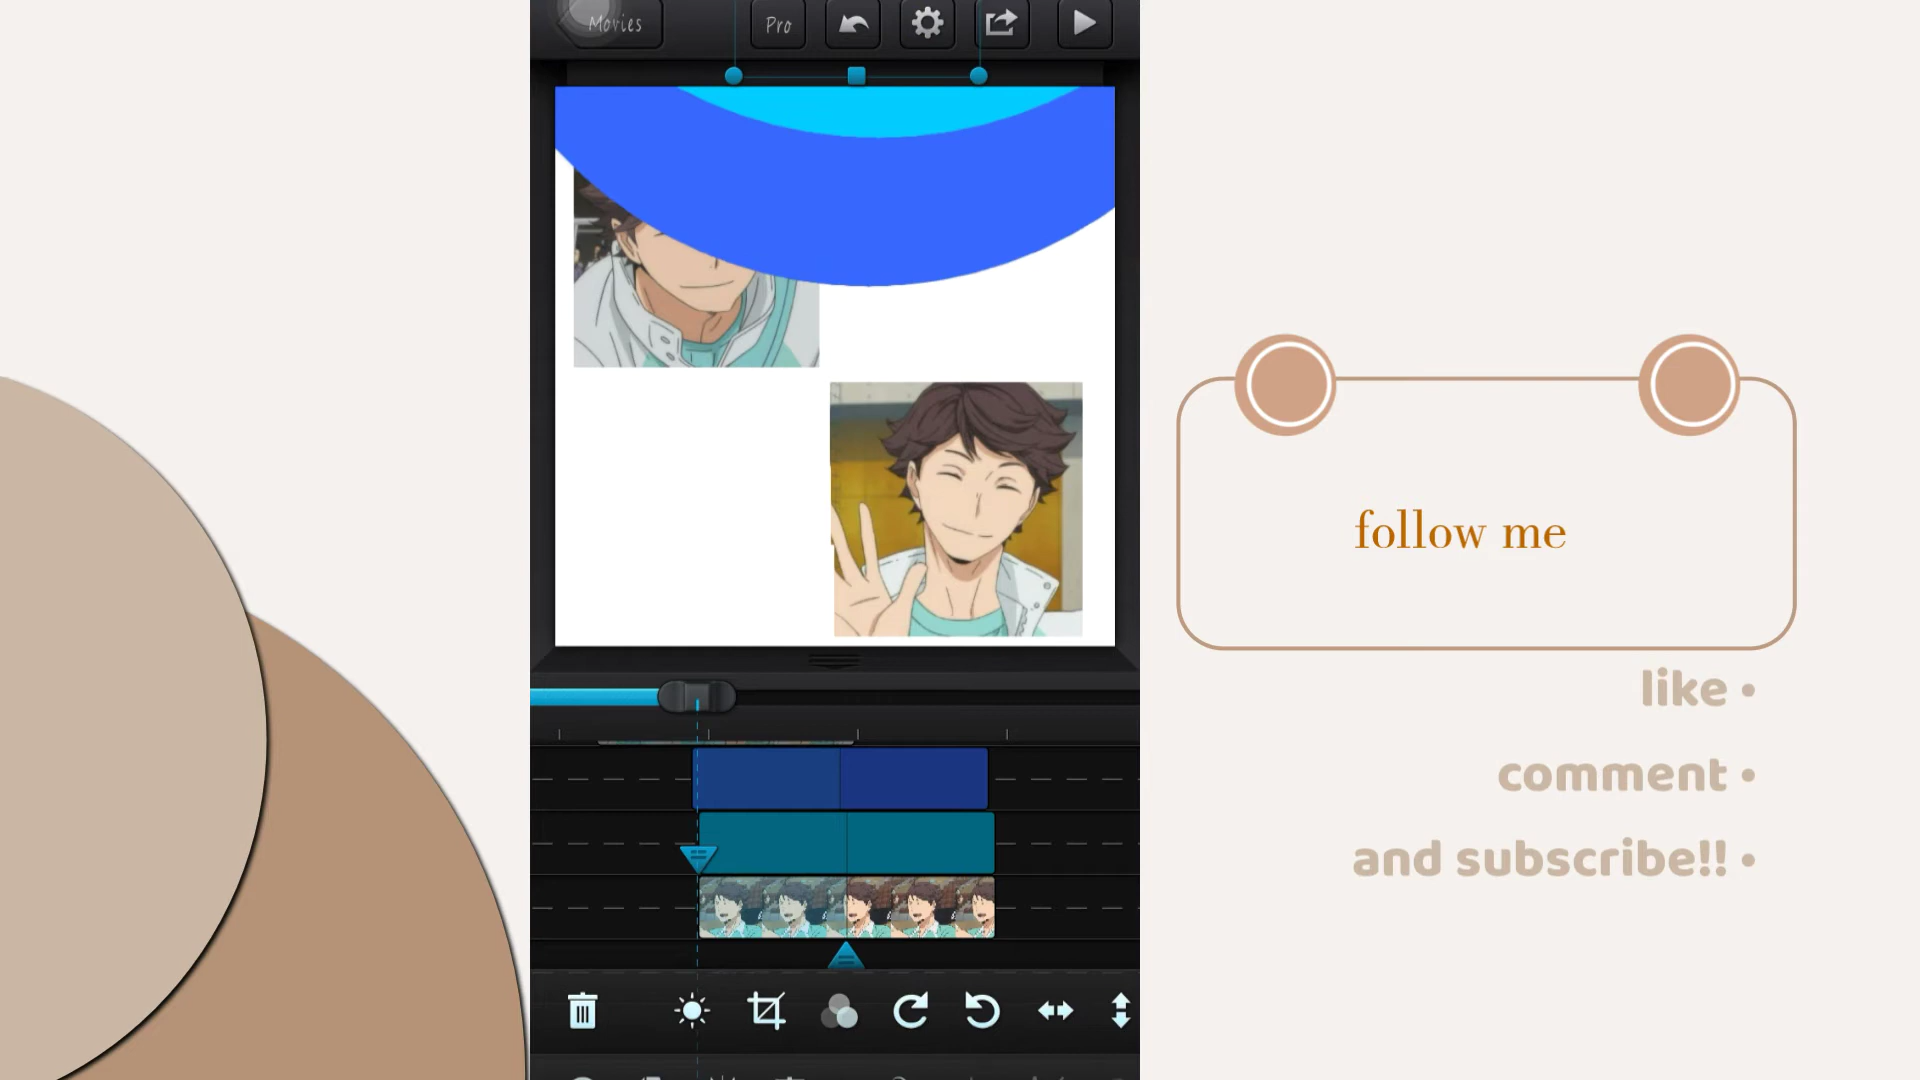 Movies
Pro
follow me
like •
comment •
and subscribe!! •